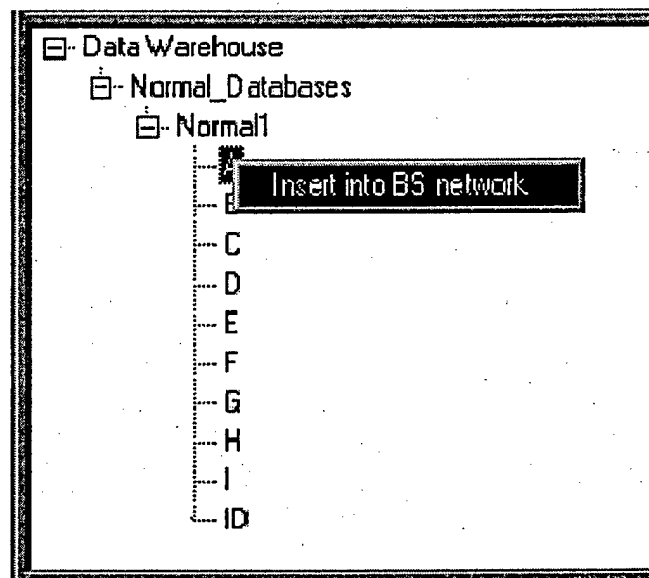 Data Warehouse
Normal_Databases
Normal1
A
Insert into BS network
B
C
D
E
F
G
H
I
ID